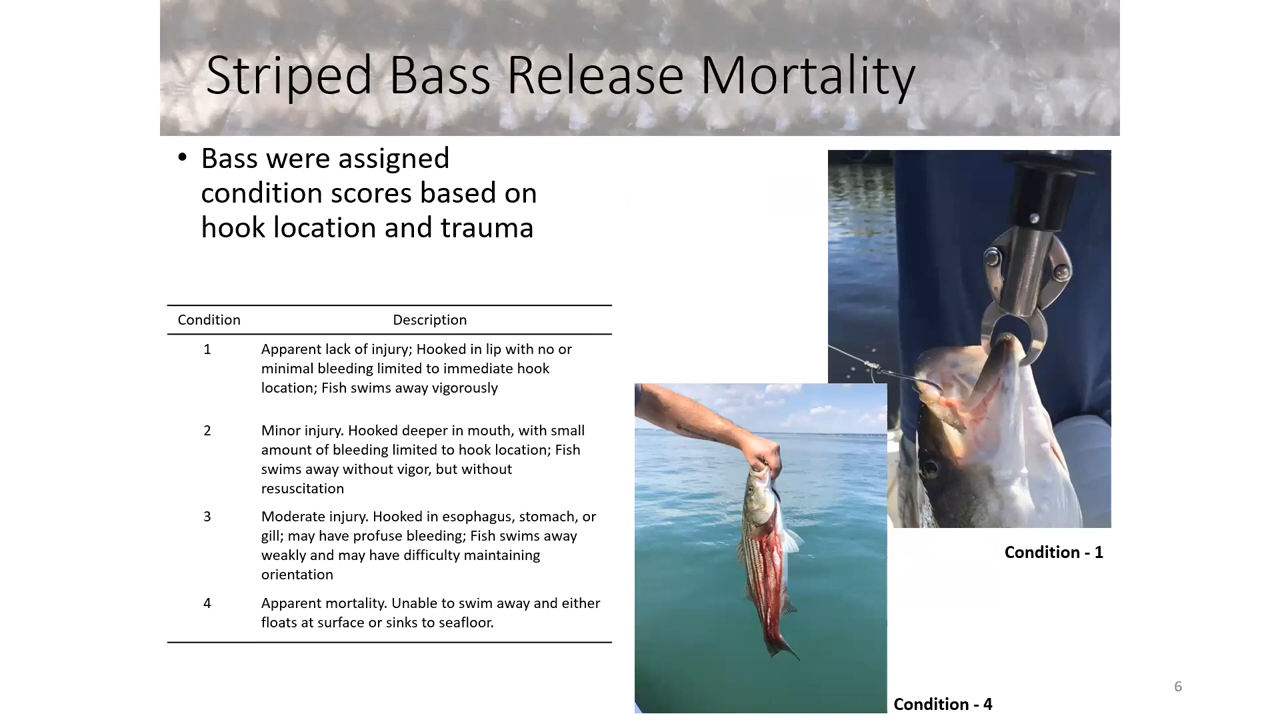 Striped Bass Release Mortality
• Bass were assigned
condition scores based on
hook location and trauma
Condition Description
1 Apparent lack of injury; Hooked in lip with no or
minimal bleeding limited to immediate hook
location; Fish swims away vigorously
2 Minor injury. Hooked deeper in mouth, with small
amount of bleeding limited to hook location; Fish
swims away without vigor, but without
resuscitation
3 Moderate injury. Hooked in esophagus, stomach, or
gill; may have profuse bleeding; Fish swims away
weakly and may have difficulty maintaining
orientation
4 Apparent mortality. Unable to swim away and either
floats at surface or sinks to seafloor.
Condition - 1
Condition - 4
6